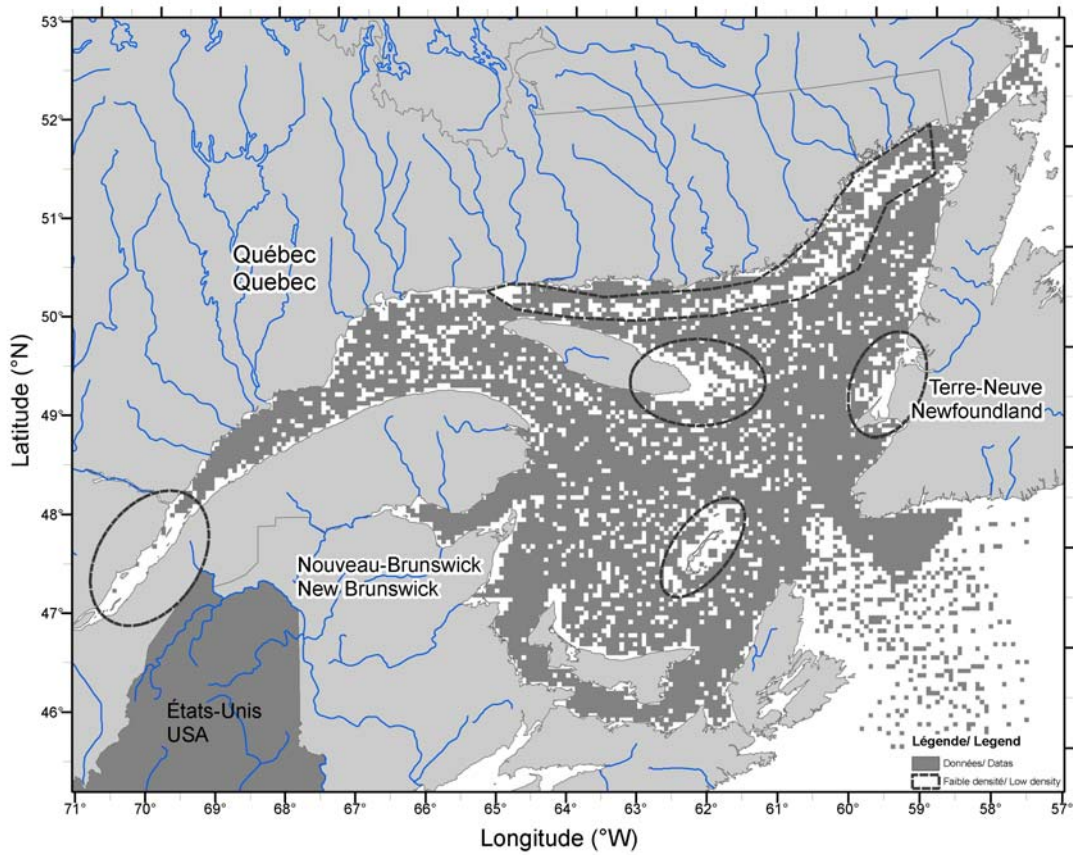 53°
52°
51°
50°
49°
48°
47°
46°
Latitude (°N)
Québec
Quebec
Terre-Neuve
Newfoundland
Nouveau-Brunswick
New Brunswick
États-Unis
USA
Légende/ Legend
Données/ Datas
Faible densité/ Low density
71° 70° 69° 68° 67° 66° 65° 64° 63° 62° 61° 60° 59° 58° 57°
Longitude (°W)